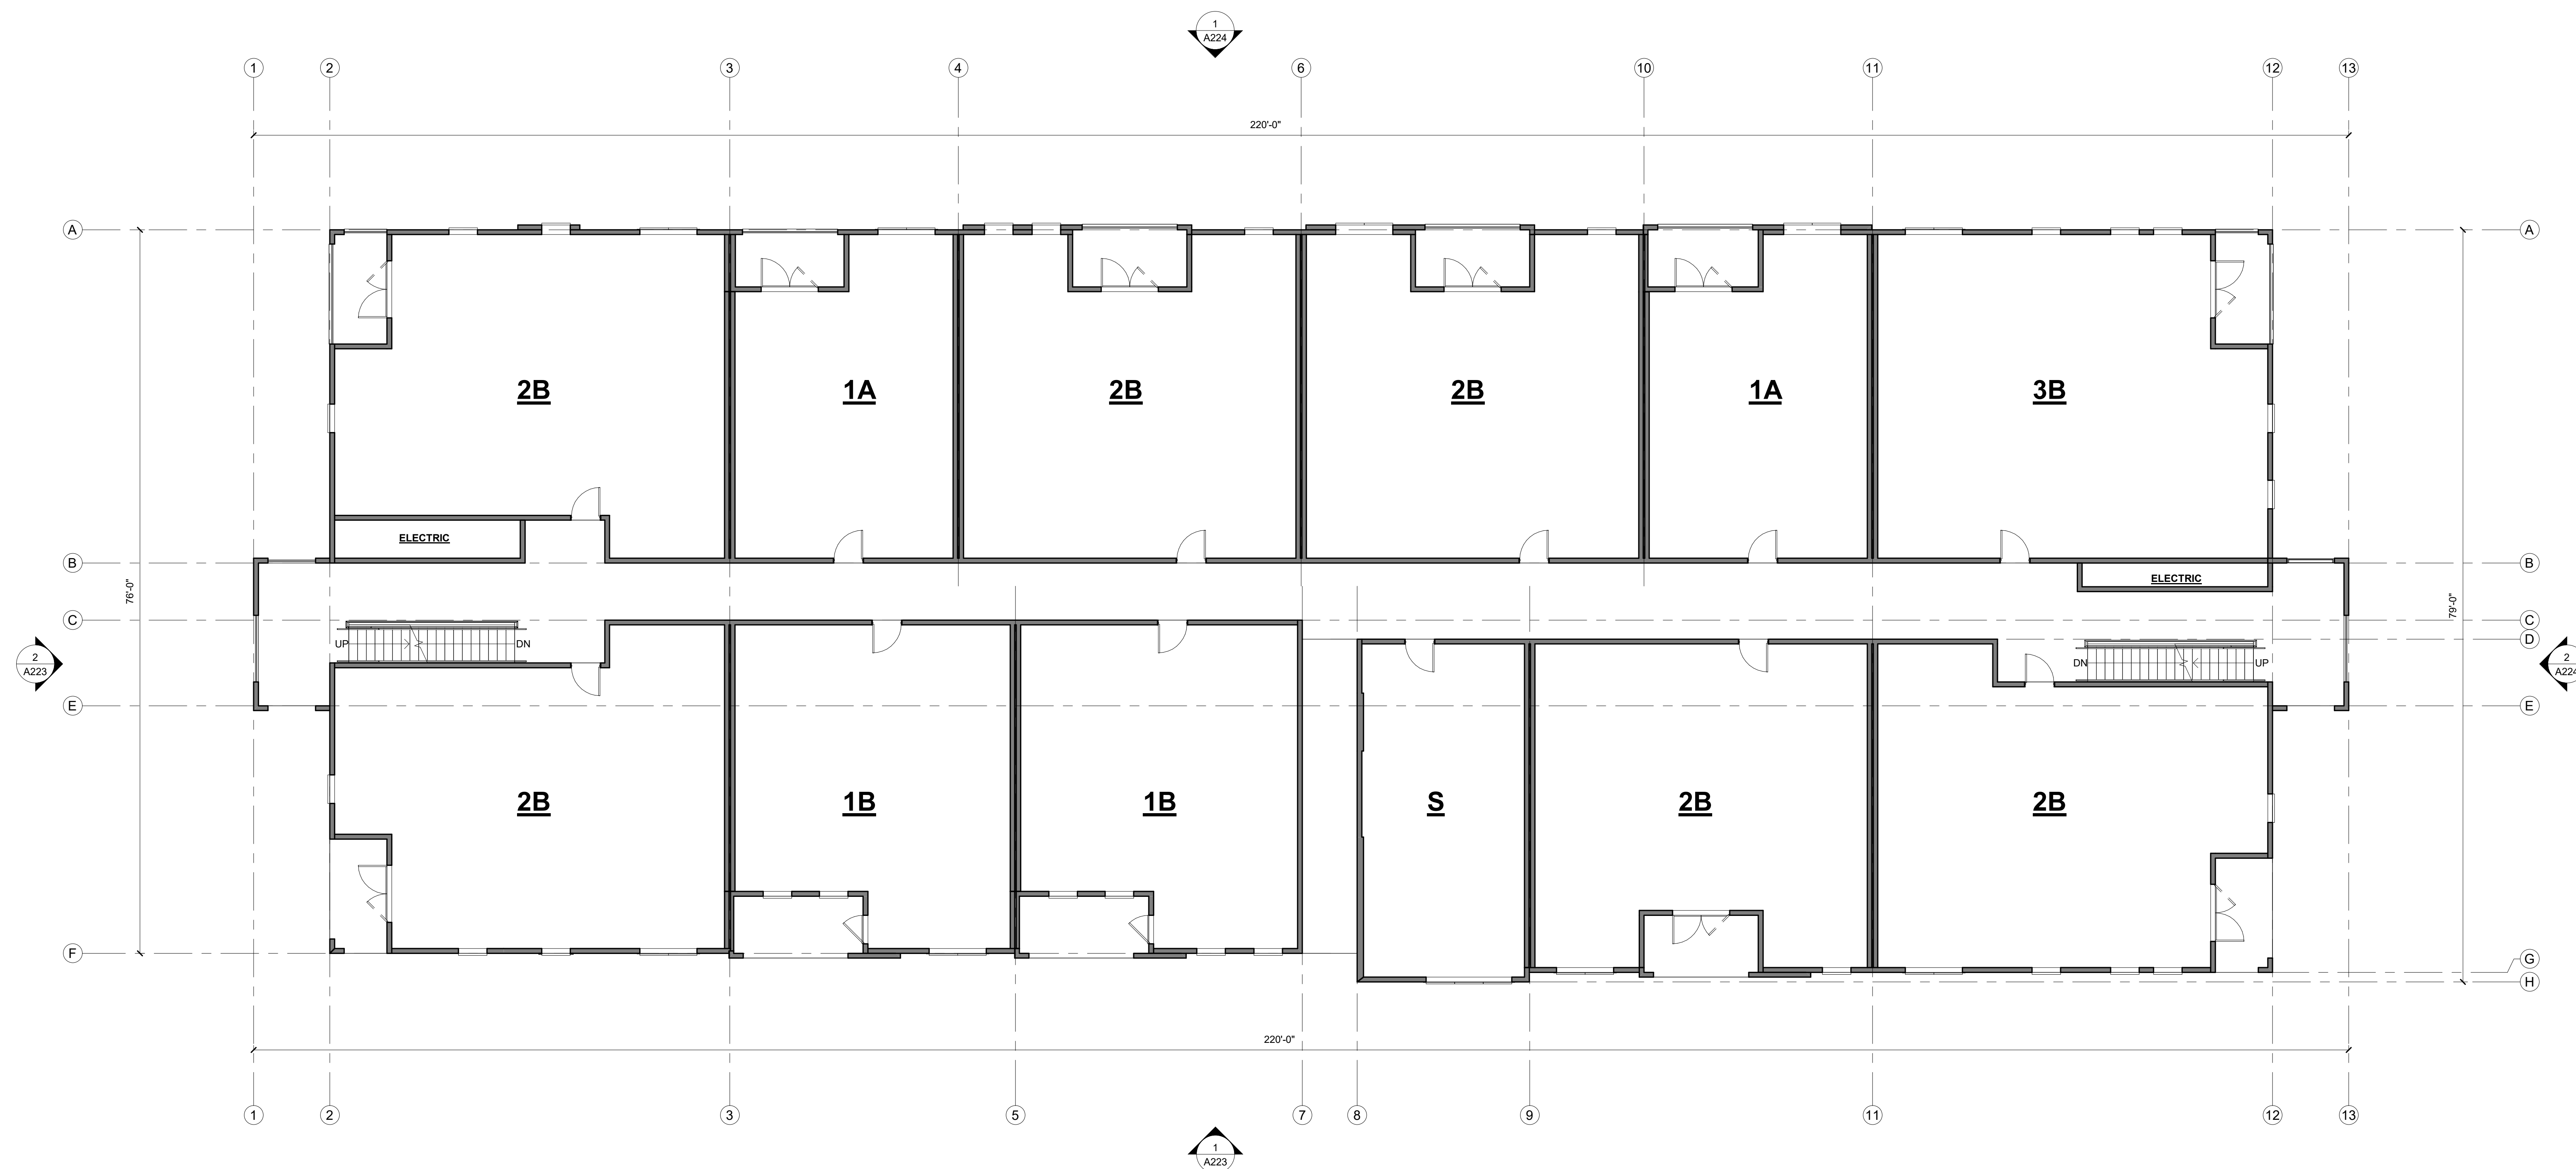 1
A224
1
2
3
4
6
10
11
12
13
220'-0"
A
A
2B
1A
2B
2B
1A
3B
ELECTRIC
B
B
ELECTRIC
76'-0"
79'-0"
C
C
D
UP
DN
DN
UP
2
A223
2
A224
E
E
2B
1B
1B
S
2B
2B
F
G
H
220'-0"
1
2
3
5
7
8
9
11
12
13
1
A223